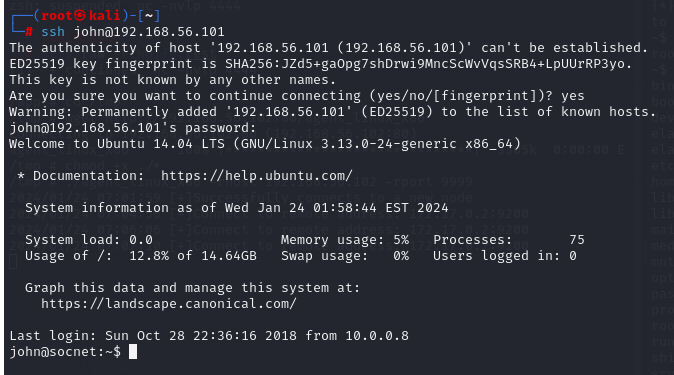 ┌──(root㉿kali)-[~]
└─# ssh john@192.168.56.101
The authenticity of host '192.168.56.101 (192.168.56.101)' can't be established.
ED25519 key fingerprint is SHA256:JZd5+gaOpg7shDrwi9MncScWvVqsSRB4+LpUUrRP3yo.
This key is not known by any other names.
Are you sure you want to continue connecting (yes/no/[fingerprint])? yes
Warning: Permanently added '192.168.56.101' (ED25519) to the list of known hosts.
john@192.168.56.101's password:
Welcome to Ubuntu 14.04 LTS (GNU/Linux 3.13.0-24-generic x86_64)
* Documentation:  https://help.ubuntu.com/
System information as of Wed Jan 24 01:58:44 EST 2024
System load: 0.0 Memory usage: 5% Processes: 75
Usage of /: 12.8% of 14.64GB Swap usage: 0% Users logged in: 0
Graph this data and manage this system at:
https://landscape.canonical.com/
Last login: Sun Oct 28 22:36:16 2018 from 10.0.0.8
john@socnet:~$